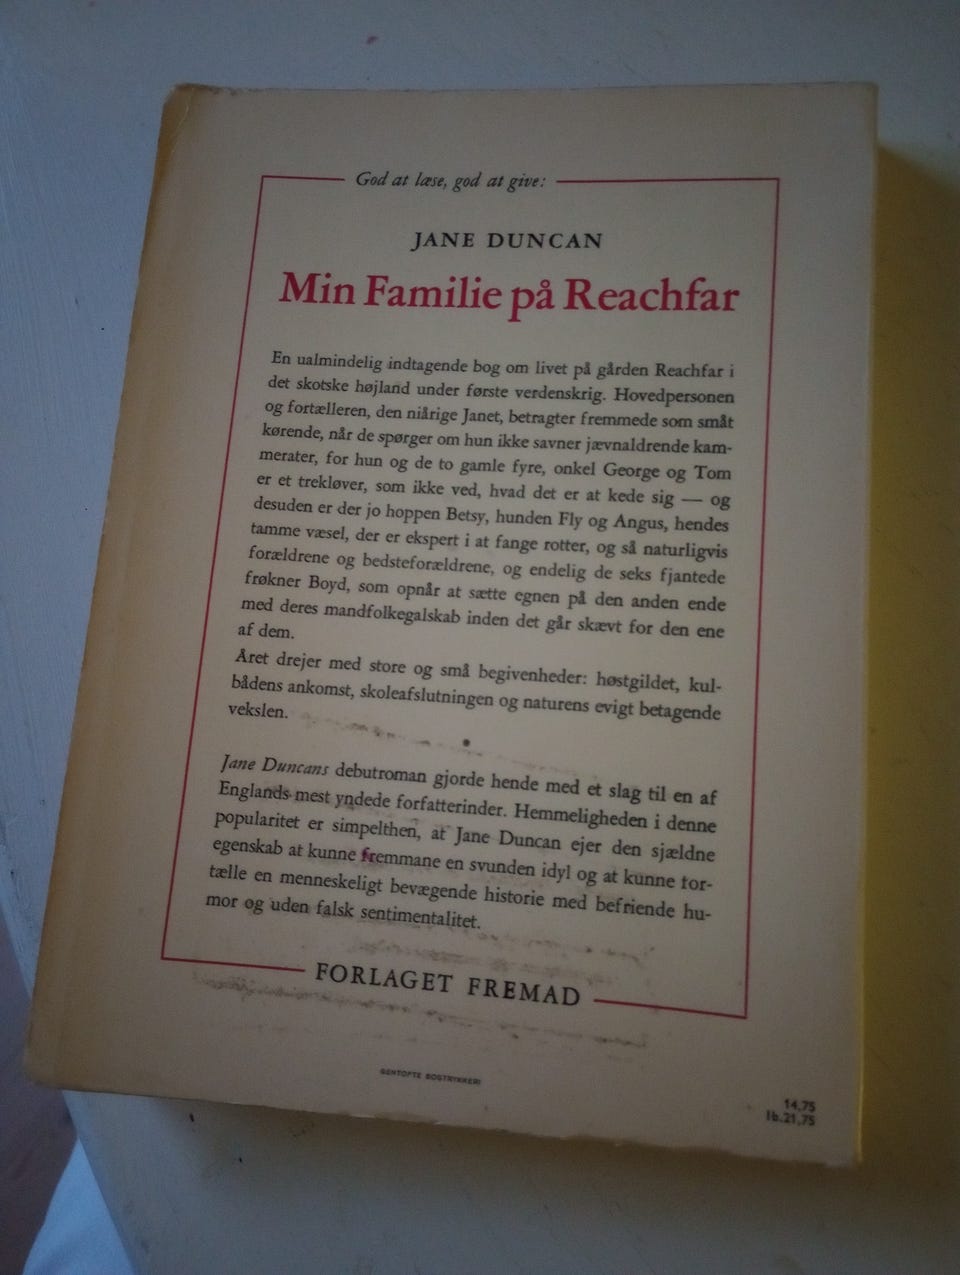 God at læse, god at give:
JANE DUNCAN
Min Familie på Reachfar
En ualmindelig indtagende bog om livet på gården Reachfar i
det skotske højland under første verdenskrig. Hovedpersonen
og fortælleren, den niårige Janet, betragter fremmede som småt
kørende, når de spørger om hun ikke savner jævnaldrende kam-
merater, for hun og de to gamle fyre, onkel George og Tom
er et trekløver, som ikke ved, hvad det er at kede sig — og
desuden er der jo hoppen Betsy, hunden Fly og Angus, hendes
tamme væsel, der er ekspert i at fange rotter, og så naturligvis
forældrene og bedsteforældrene, og endelig de seks fjantede
frøkner Boyd, som opnår at sætte egnen på den anden ende
med deres mandfolkegalskab inden det går skævt for den ene
af dem.
Året drejer med store og små begivenheder: høstgildet, kul-
bådens ankomst, skoleafslutningen og naturens evigt betagende
vekslen.
Jane Duncans debutroman gjorde hende med et slag til en af
Englands mest yndede forfatterinder. Hemmeligheden i denne
popularitet er simpelthen, at Jane Duncan ejer den sjældne
egenskab at kunne fremmane en svunden idyl og at kunne for-
tælle en menneskeligt bevægende historie med befriende hu-
mor og uden falsk sentimentalitet.
FORLAGET FREMAD
GENTOFTE BOGTRYKKERI
14,75
Ib.21,75